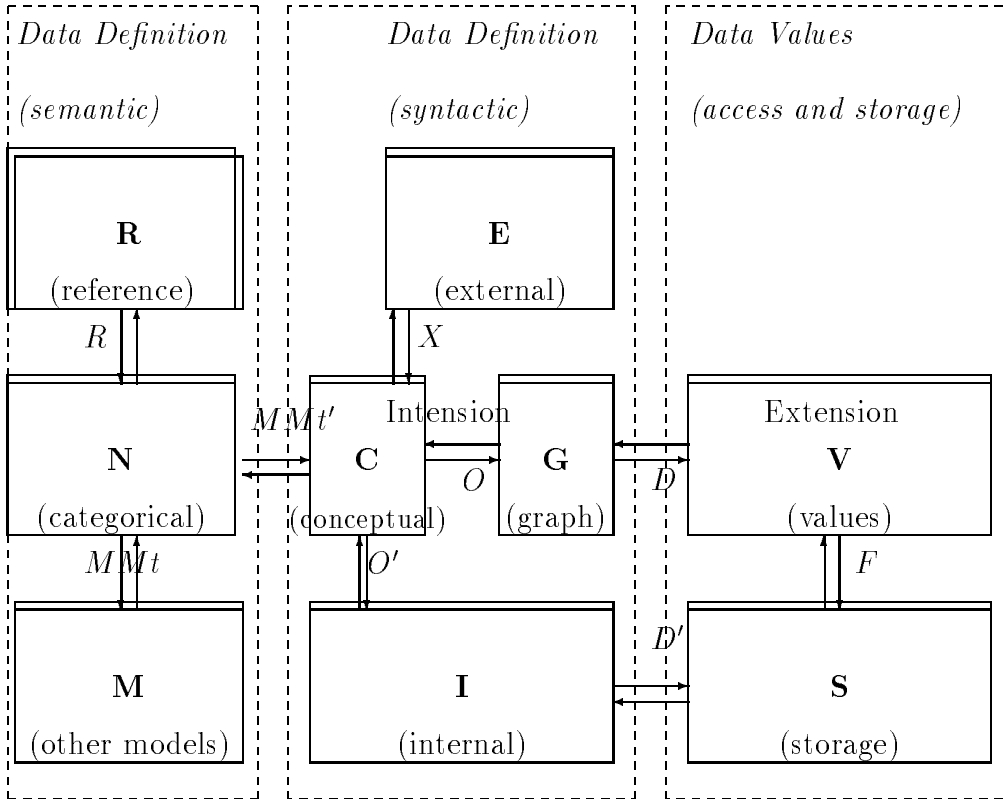 Data Definition
(semantic)
R
(reference)
R
N
(categorical)
MMt
M
(other models)
MMt'
Data Definition
(syntactic)
E
(external)
X
Intension
C
(conceptual)
O
G
(graph)
O'
I
(internal)
D
D'
Data Values
(access and storage)
Extension
V
(values)
F
S
(storage)